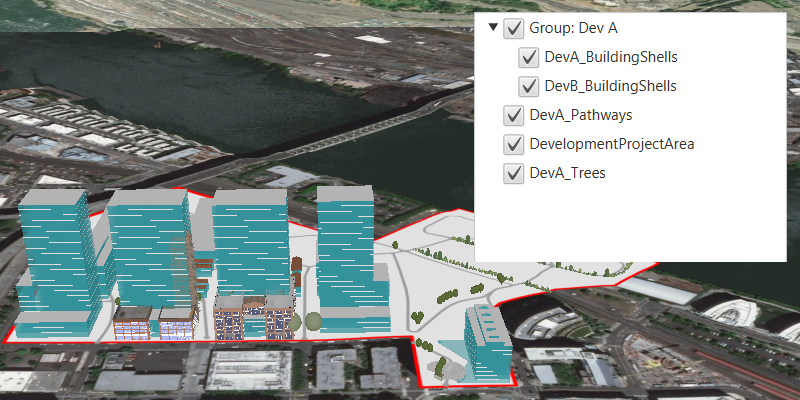 Group: Dev A
DevA_BuildingShells
DevB_BuildingShells
DevA_Pathways
DevelopmentProjectArea
DevA_Trees